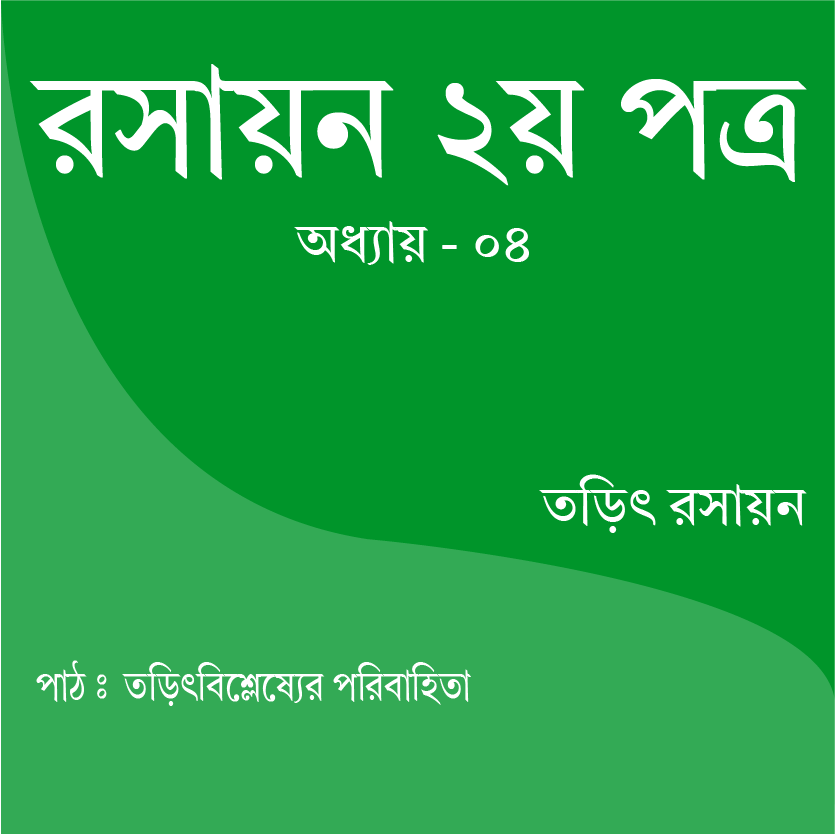 রসায়ন ২য় পত্র
অধ্যায় - ০৪
তড়িৎ রসায়ন
পাঠ ঃ তড়িৎবিশ্লেষ্যের পরিবাহিতা